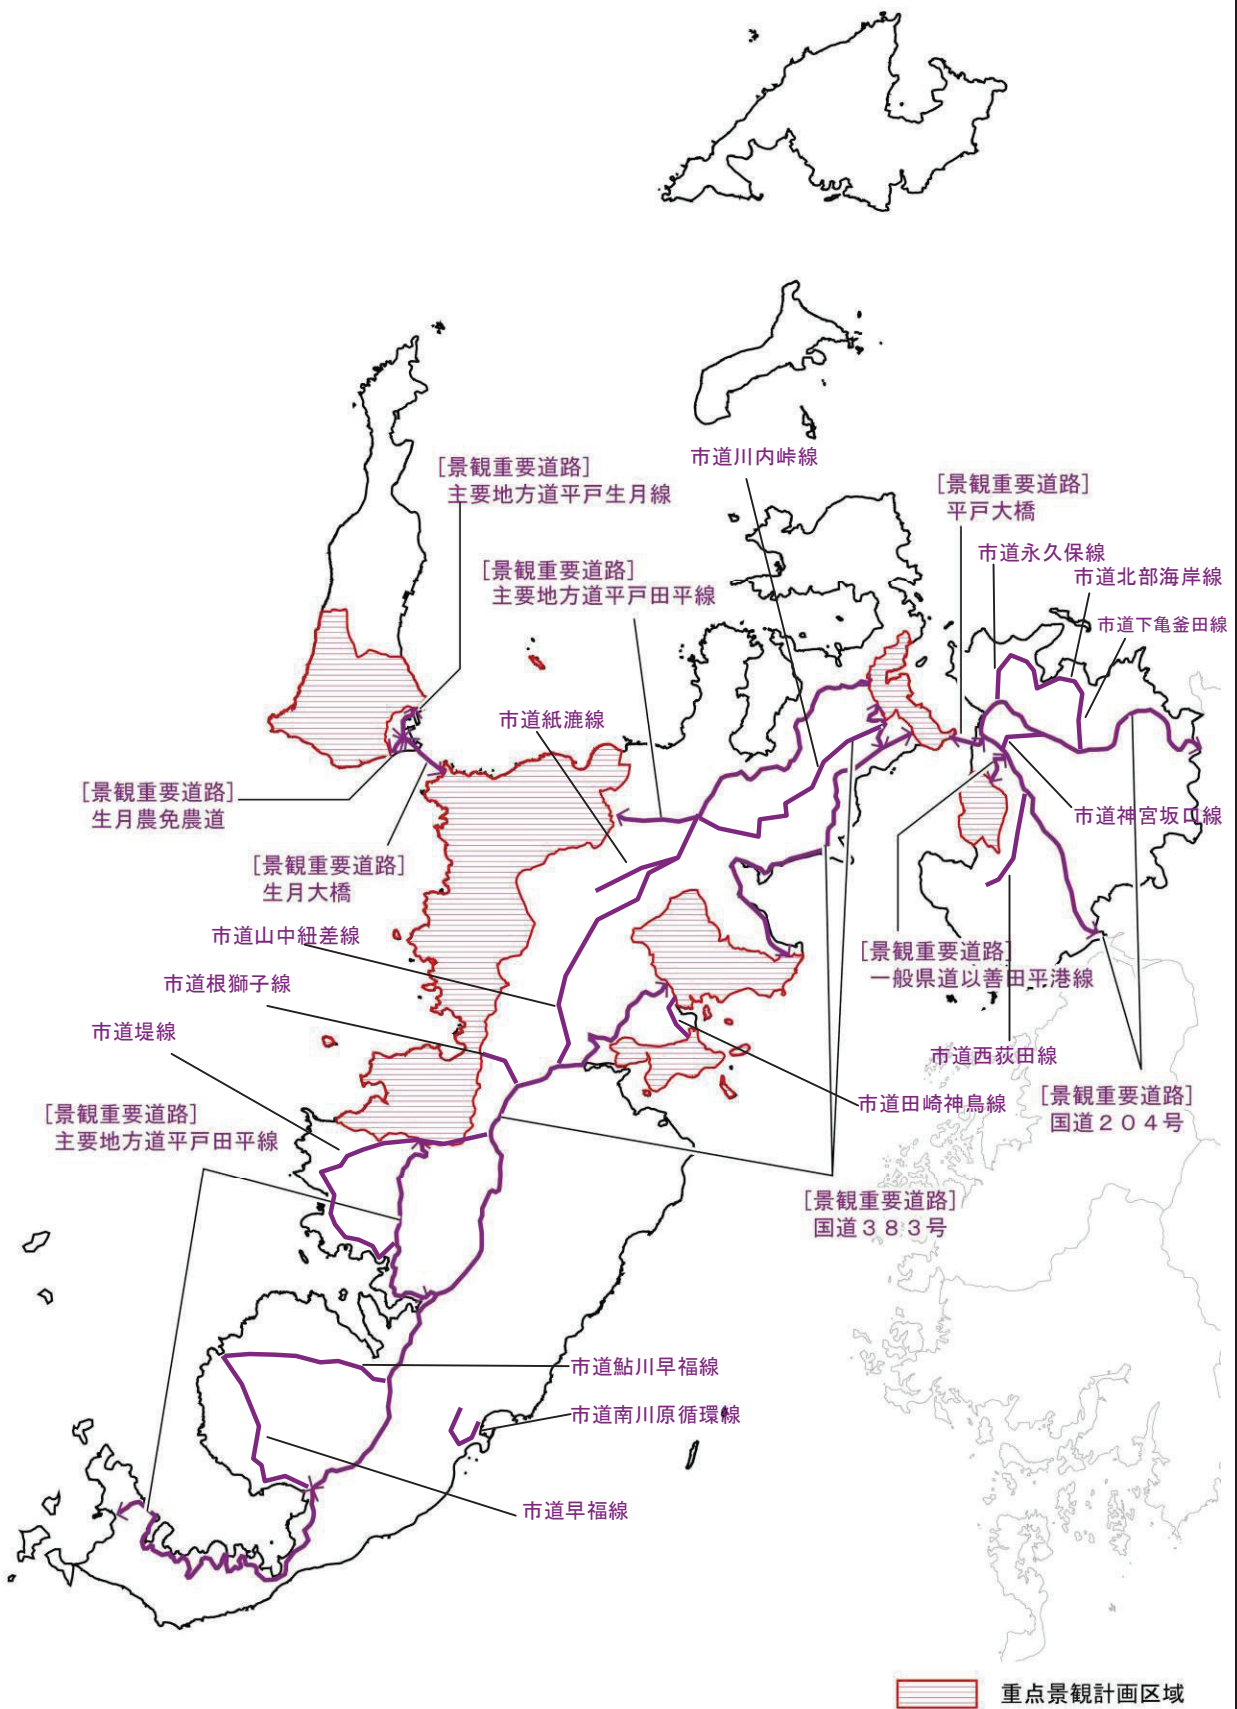 市道川内峠線
[景観重要道路]
主要地方道平戸生月線
[景観重要道路]
平戸大橋
市道永久保線
市道北部海岸線
[景観重要道路]
主要地方道平戸田平線
市道下亀釜田線
市道紙漉線
[景観重要道路]
生月農免農道
市道神宮坂口線
[景観重要道路]
生月大橋
市道山中紐差線
[景観重要道路]
一般県道以善田平港線
市道根獅子線
市道堤線
市道西荻田線
[景観重要道路]
国道204号
市道田崎神鳥線
[景観重要道路]
主要地方道平戸田平線
[景観重要道路]
国道383号
市道鮎川早福線
市道南川原循環線
市道早福線
重点景観計画区域